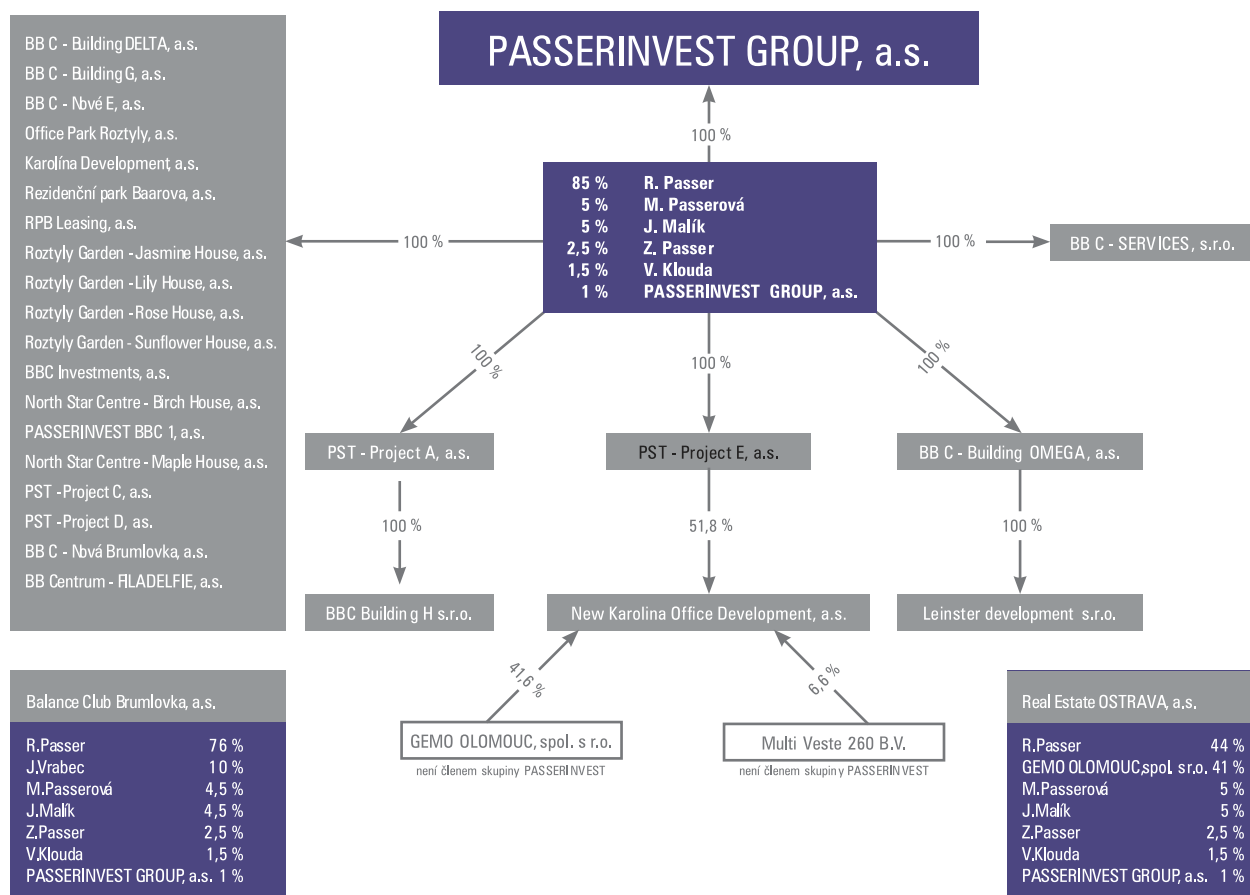 PASSERINVEST GROUP, a.s.
BB C - Building DELTA, a.s.
BB C - Building G, a.s.
BB C - Nové E, a.s.
Office Park Roztyly, a.s.
Karolína Development, a.s.
Rezidenční park Baarova, a.s.
RPB Leasing, a.s.
Roztyly Garden - Jasmine House, a.s.
Roztyly Garden - Lily House, a.s.
Roztyly Garden - Rose House, a.s.
Roztyly Garden - Sunflower House, a.s.
BBC Investments, a.s.
North Star Centre - Birch House, a.s.
PASSERINVEST BBC 1, a.s.
North Star Centre - Maple House, a.s.
PST - Project C, a.s.
PST - Project D, as.
BB C - Nová Brumlovka, a.s.
BB Centrum - FILADELFIE, a.s.
100 %
85 % R. Passer
5 % M. Passerová
5 % J. Malík
2,5 % Z. Passer
1,5 % V. Klouda
1 % PASSERINVEST GROUP, a.s.
100 %
100 %
BB C - SERVICES, s.r.o.
100 %
100 %
100 %
PST - Project A, a.s.
PST - Project E, a.s.
BB C - Building OMEGA, a.s.
100 %
51,8 %
100 %
BBC Building H s.r.o.
New Karolina Office Development, a.s.
Leinster development s.r.o.
41,6 %
6,6 %
GEMO OLOMOUC, spol. s r.o.
není členem skupiny PASSERINVEST
Multi Veste 260 B.V.
není členem skupiny PASSERINVEST
Balance Club Brumlovka, a.s.
R.Passer 76 %
J.Vrabec 10 %
M.Passerová 4,5 %
J.Malík 4,5 %
Z.Passer 2,5 %
V.Klouda 1,5 %
PASSERINVEST GROUP, a.s. 1 %
Real Estate OSTRAVA, a.s.
R.Passer 44 %
GEMO OLOMOUC,spol. s r.o. 41 %
M.Passerová 5 %
J.Malík 5 %
Z.Passer 2,5 %
V.Klouda 1,5 %
PASSERINVEST GROUP, a.s. 1 %